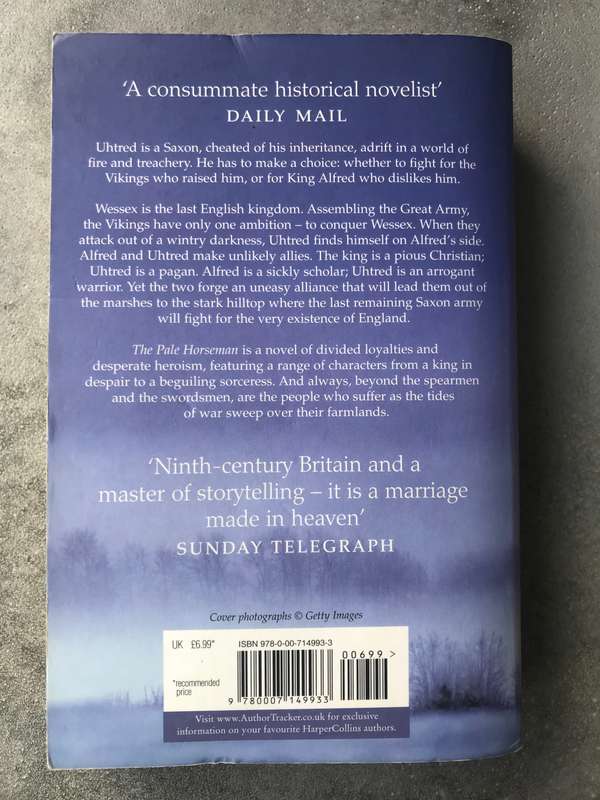 ‘A consummate historical novelist’
DAILY MAIL
Uhtred is a Saxon, cheated of his inheritance, adrift in a world of
fire and treachery. He has to make a choice: whether to fight for the
Vikings who raised him, or for King Alfred who dislikes him.
Wessex is the last English kingdom. Assembling the Great Army,
the Vikings have only one ambition – to conquer Wessex. When they
attack out of a wintry darkness, Uhtred finds himself on Alfred’s side.
Alfred and Uhtred make unlikely allies. The king is a pious Christian;
Uhtred is a pagan. Alfred is a sickly scholar; Uhtred is an arrogant
warrior. Yet the two forge an uneasy alliance that will lead them out of
the marshes to the stark hilltop where the last remaining Saxon army
will fight for the very existence of England.
The Pale Horseman is a novel of divided loyalties and
desperate heroism, featuring a range of characters from a king in
despair to a beguiling sorceress. And always, beyond the spearmen
and the swordsmen, are the people who suffer as the tides
of war sweep over their farmlands.
‘Ninth-century Britain and a
master of storytelling – it is a marriage
made in heaven’
SUNDAY TELEGRAPH
Cover photographs © Getty Images
UK £6.99*
ISBN 978-0-00-714993-3
00699 >
*recommended
price
9 780007 149933
Visit www.AuthorTracker.co.uk for exclusive
information on your favourite HarperCollins authors.